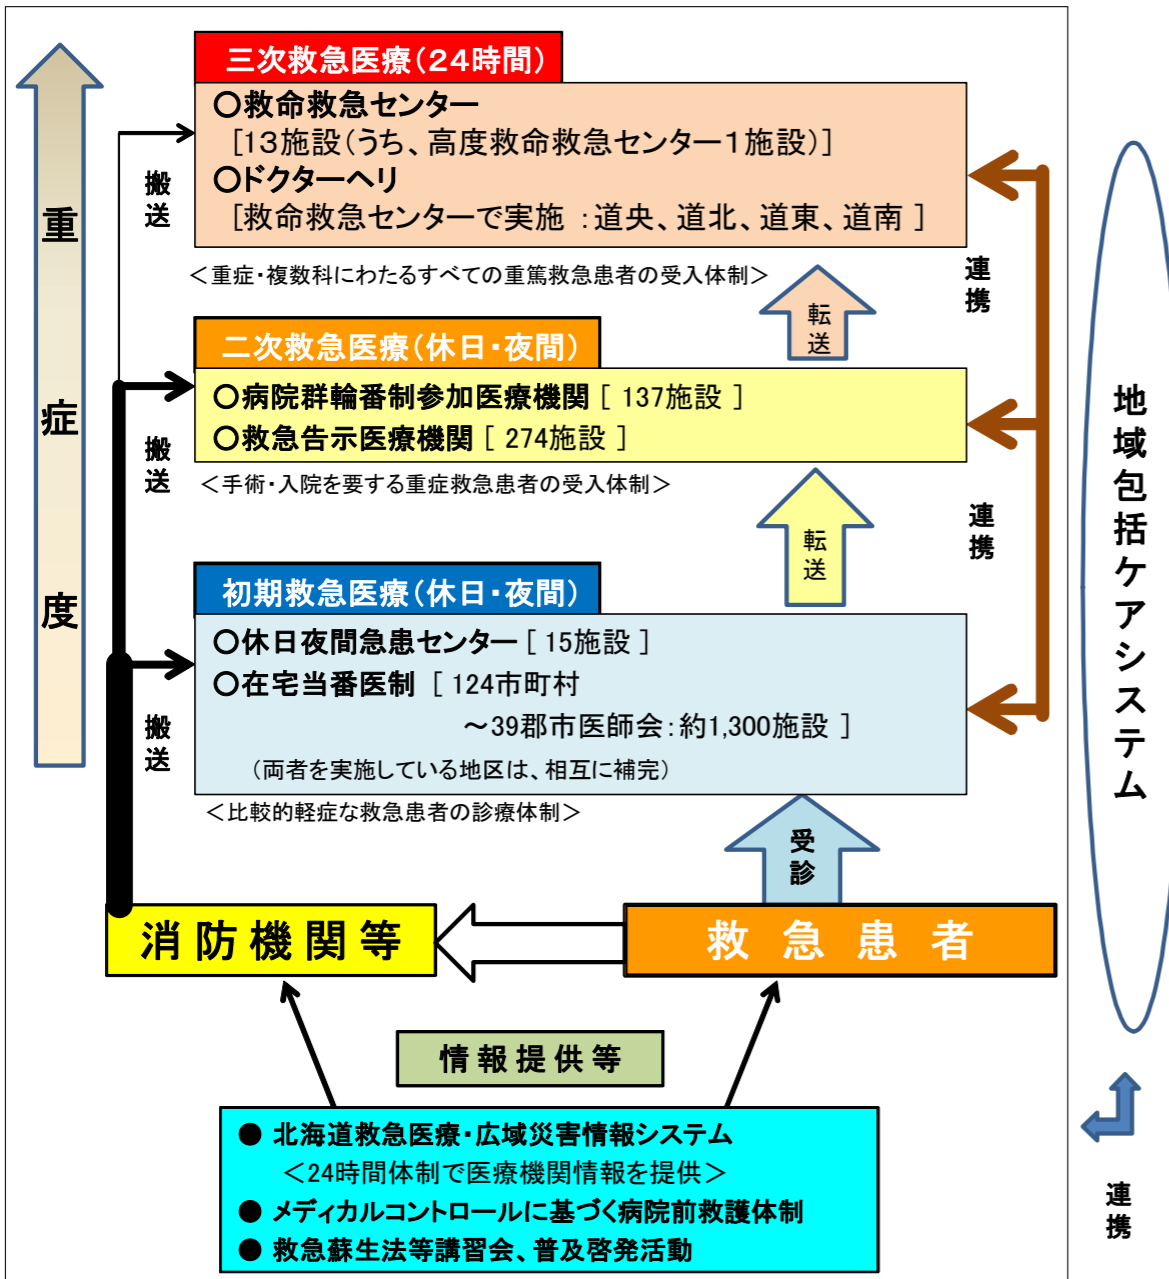 三次救急医療(24時間)
○救命救急センター
[13施設(うち、高度救命救急センター1施設)]
○ドクターヘリ
[救命救急センターで実施 :道央、道北、道東、道南 ]
<重症・複数科にわたるすべての重篤救急患者の受入体制>
搬送
転送
連携
二次救急医療(休日・夜間)
○病院群輪番制参加医療機関 [ 137施設 ]
○救急告示医療機関 [ 274施設 ]
<手術・入院を要する重症救急患者の受入体制>
搬送
転送
連携
初期救急医療(休日・夜間)
○休日夜間急患センター [ 15施設 ]
○在宅当番医制 [ 124市町村
～39郡市医師会:約1,300施設 ]
(両者を実施している地区は、相互に補完)
<比較的軽症な救急患者の診療体制>
搬送
受診
重症度
消防機関等
救急患者
情報提供等
● 北海道救急医療・広域災害情報システム
<24時間体制で医療機関情報を提供>
● メディカルコントロールに基づく病院前救護体制
● 救急蘇生法等講習会、普及啓発活動
地域包括ケアシステム
連携